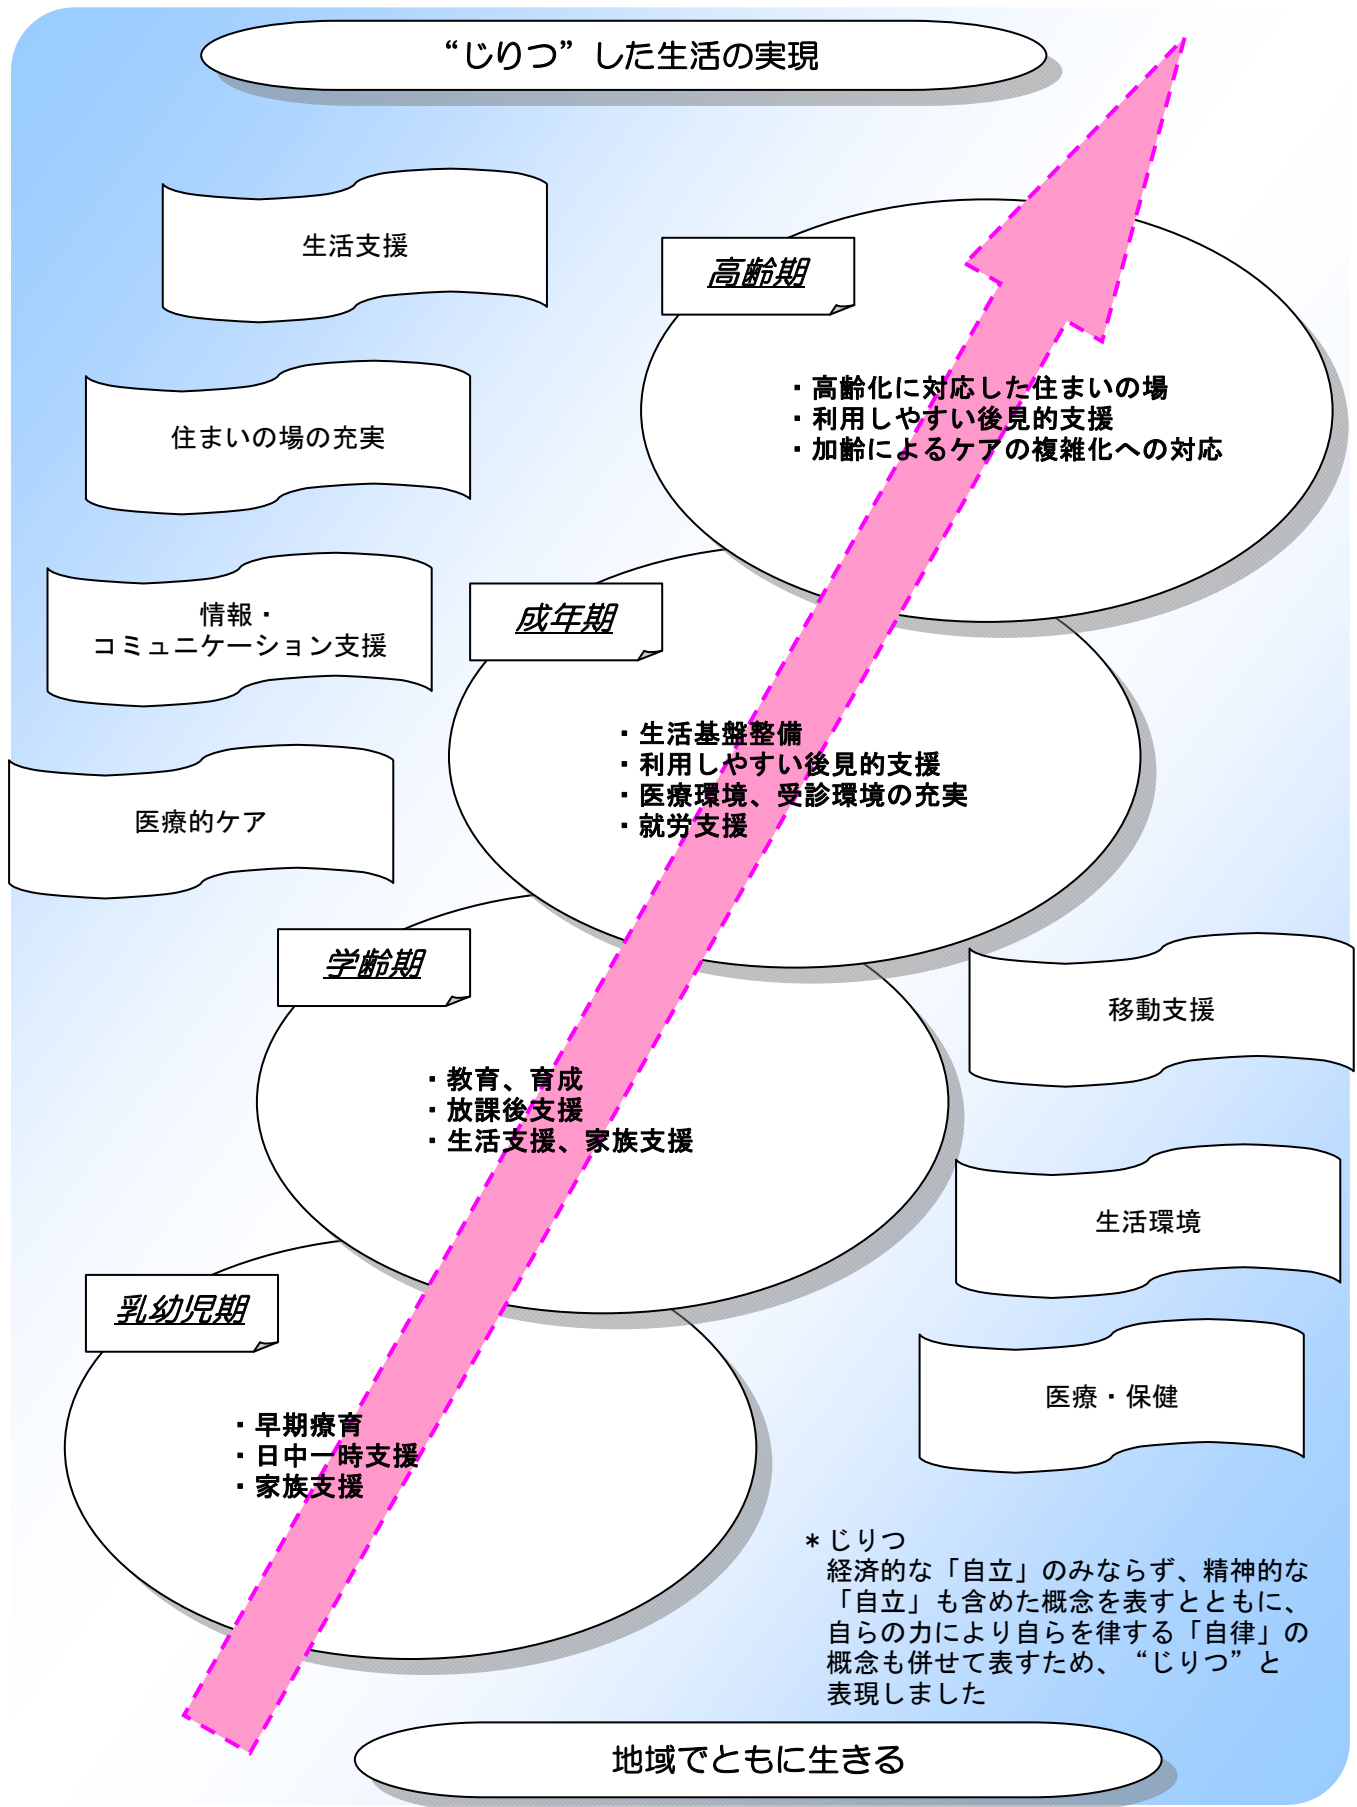 “じりつ”した生活の実現
生活支援
高齢期
・高齢化に対応した住まいの場
・利用しやすい後見的支援
・加齢によるケアの複雑化への対応
住まいの場の充実
情報・
コミュニケーション支援
成年期
・生活基盤整備
・利用しやすい後見的支援
・医療環境、受診環境の充実
・就労支援
医療的ケア
学齢期
・教育、育成
・放課後支援
・生活支援、家族支援
移動支援
生活環境
乳幼児期
・早期療育
・日中一時支援
・家族支援
医療・保健
＊じりつ
経済的な「自立」のみならず、精神的な
「自立」も含めた概念を表すとともに、
自らの力により自らを律する「自律」の
概念も併せて表すため、“じりつ”と
表現しました
地域でともに生きる